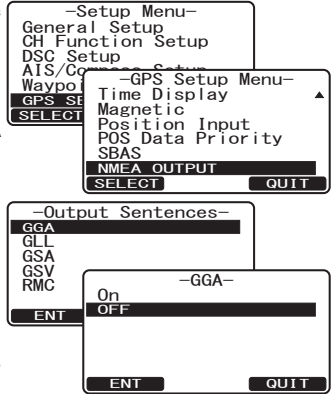 -Setup Menu-
General Setup
CH Function Setup
DSC Setup
AIS/Compass Setup
Waypoi
GPS SE
SELECT
-GPS Setup Menu-
Time Display ▲
Magnetic
Position Input
POS Data Priority
SBAS
NMEA OUTPUT
SELECT QUIT
-Output Sentences-
GGA
GLL
GSA
GSV
RMC
ENT
-GGA-
On
OFF
ENT QUIT